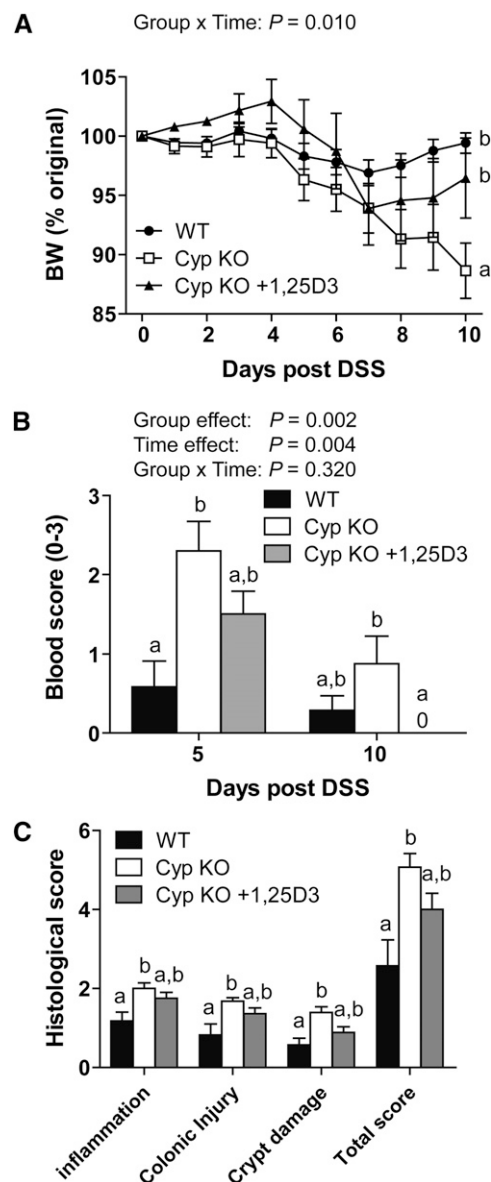 A
Group x Time: P = 0.010
105
100
95
90
85
BW (% original)
b
b
a
WT
Cyp KO
Cyp KO +1,25D3
0 2 4 6 8 10
Days post DSS
B
Group effect: P = 0.002
Time effect: P = 0.004
Group x Time: P = 0.320
3
2
1
0
Blood score (0-3)
WT
Cyp KO
Cyp KO +1,25D3
a b a,b
a,b b a
0
5 10
Days post DSS
C
6
4
2
0
Histological score
WT
Cyp KO
Cyp KO +1,25D3
a b a,b
a b a,b
a b a,b
a b a,b
inflammation
Colonic Injury
Crypt damage
Total score